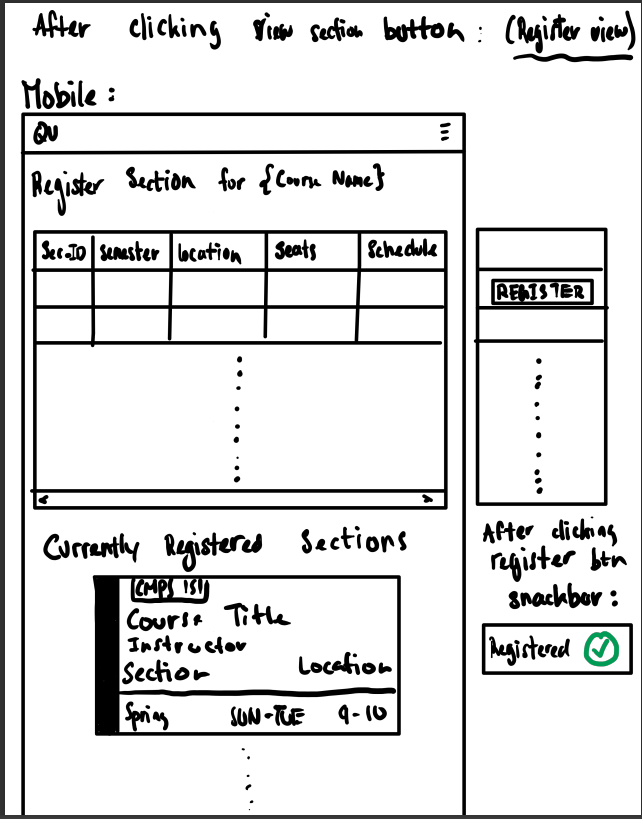 After clicking View section button : (Register view)
Mobile :
QU
Register Section for {Course Name}
Sec.ID semester location Seats Schedule
REGISTER
< >
Currently Registered Sections
CMPS 151
Course Title
Instructor
Section Location
Spring SUN-TUE 9-10
After clicking
register btn
snackbar :
Registered